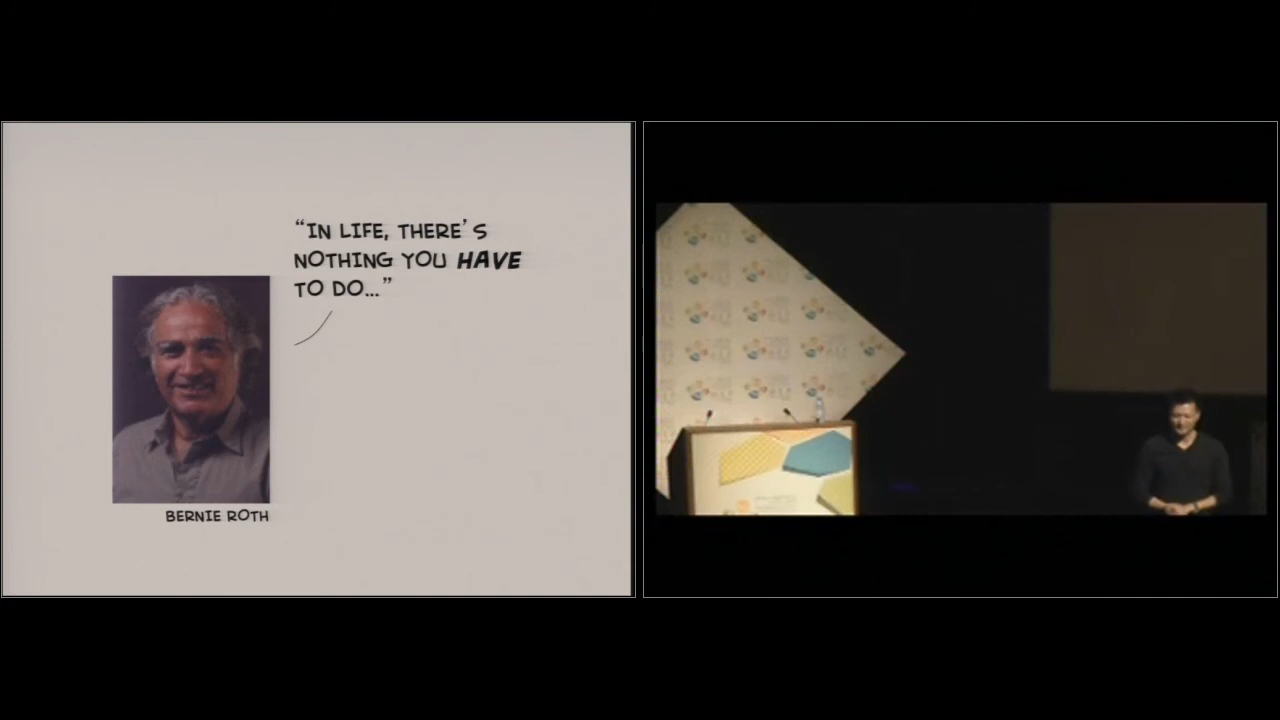 “IN LIFE, THERE’S
NOTHING YOU HAVE
TO DO...”
BERNIE ROTH